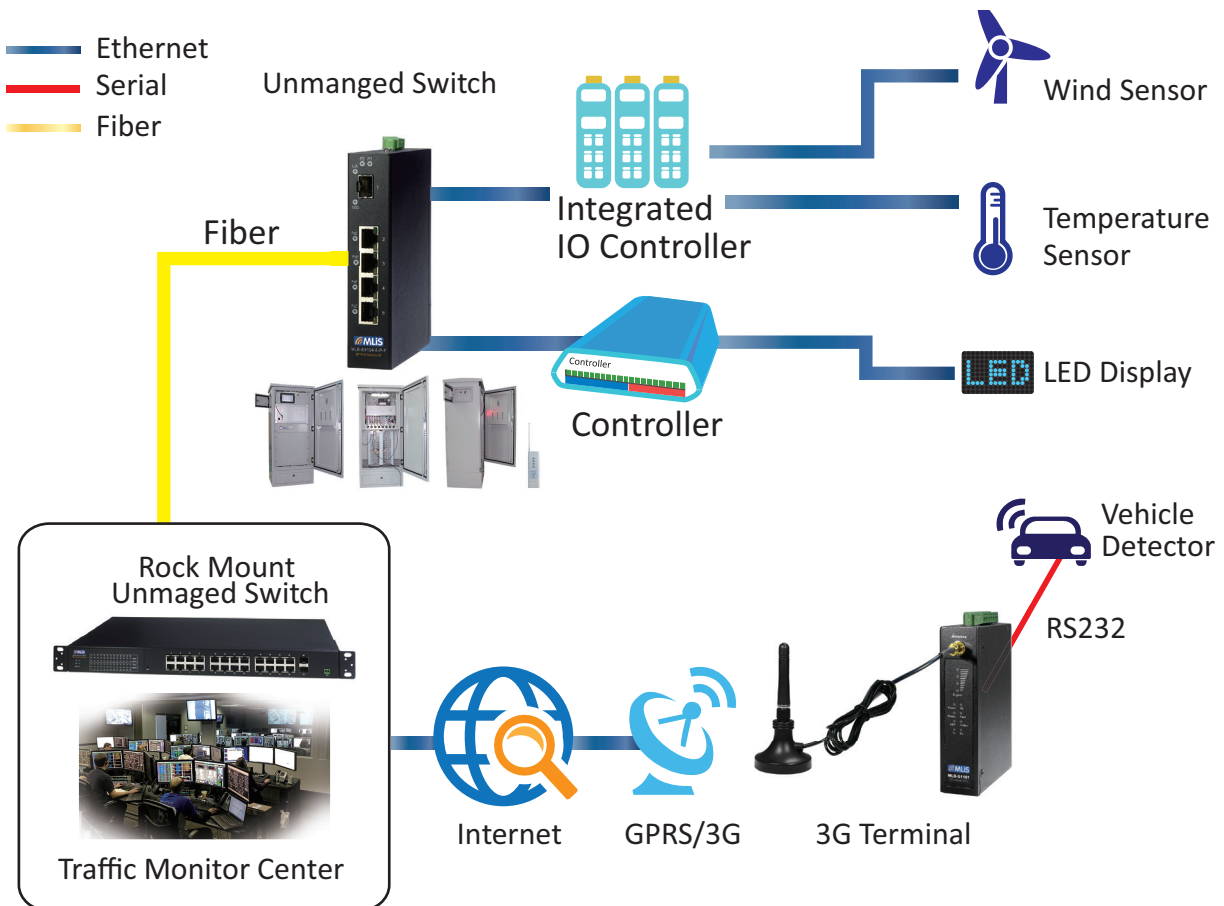 Ethernet
Serial
Fiber
Unmanged Switch
Fiber
MLiS
Integrated
IO Controller
Wind Sensor
Temperature
Sensor
Controller
Controller
LED
LED Display
Vehicle
Detector
RS232
Rock Mount
Unmaged Switch
Traffic Monitor Center
Internet
GPRS/3G
MLiS
3G Terminal